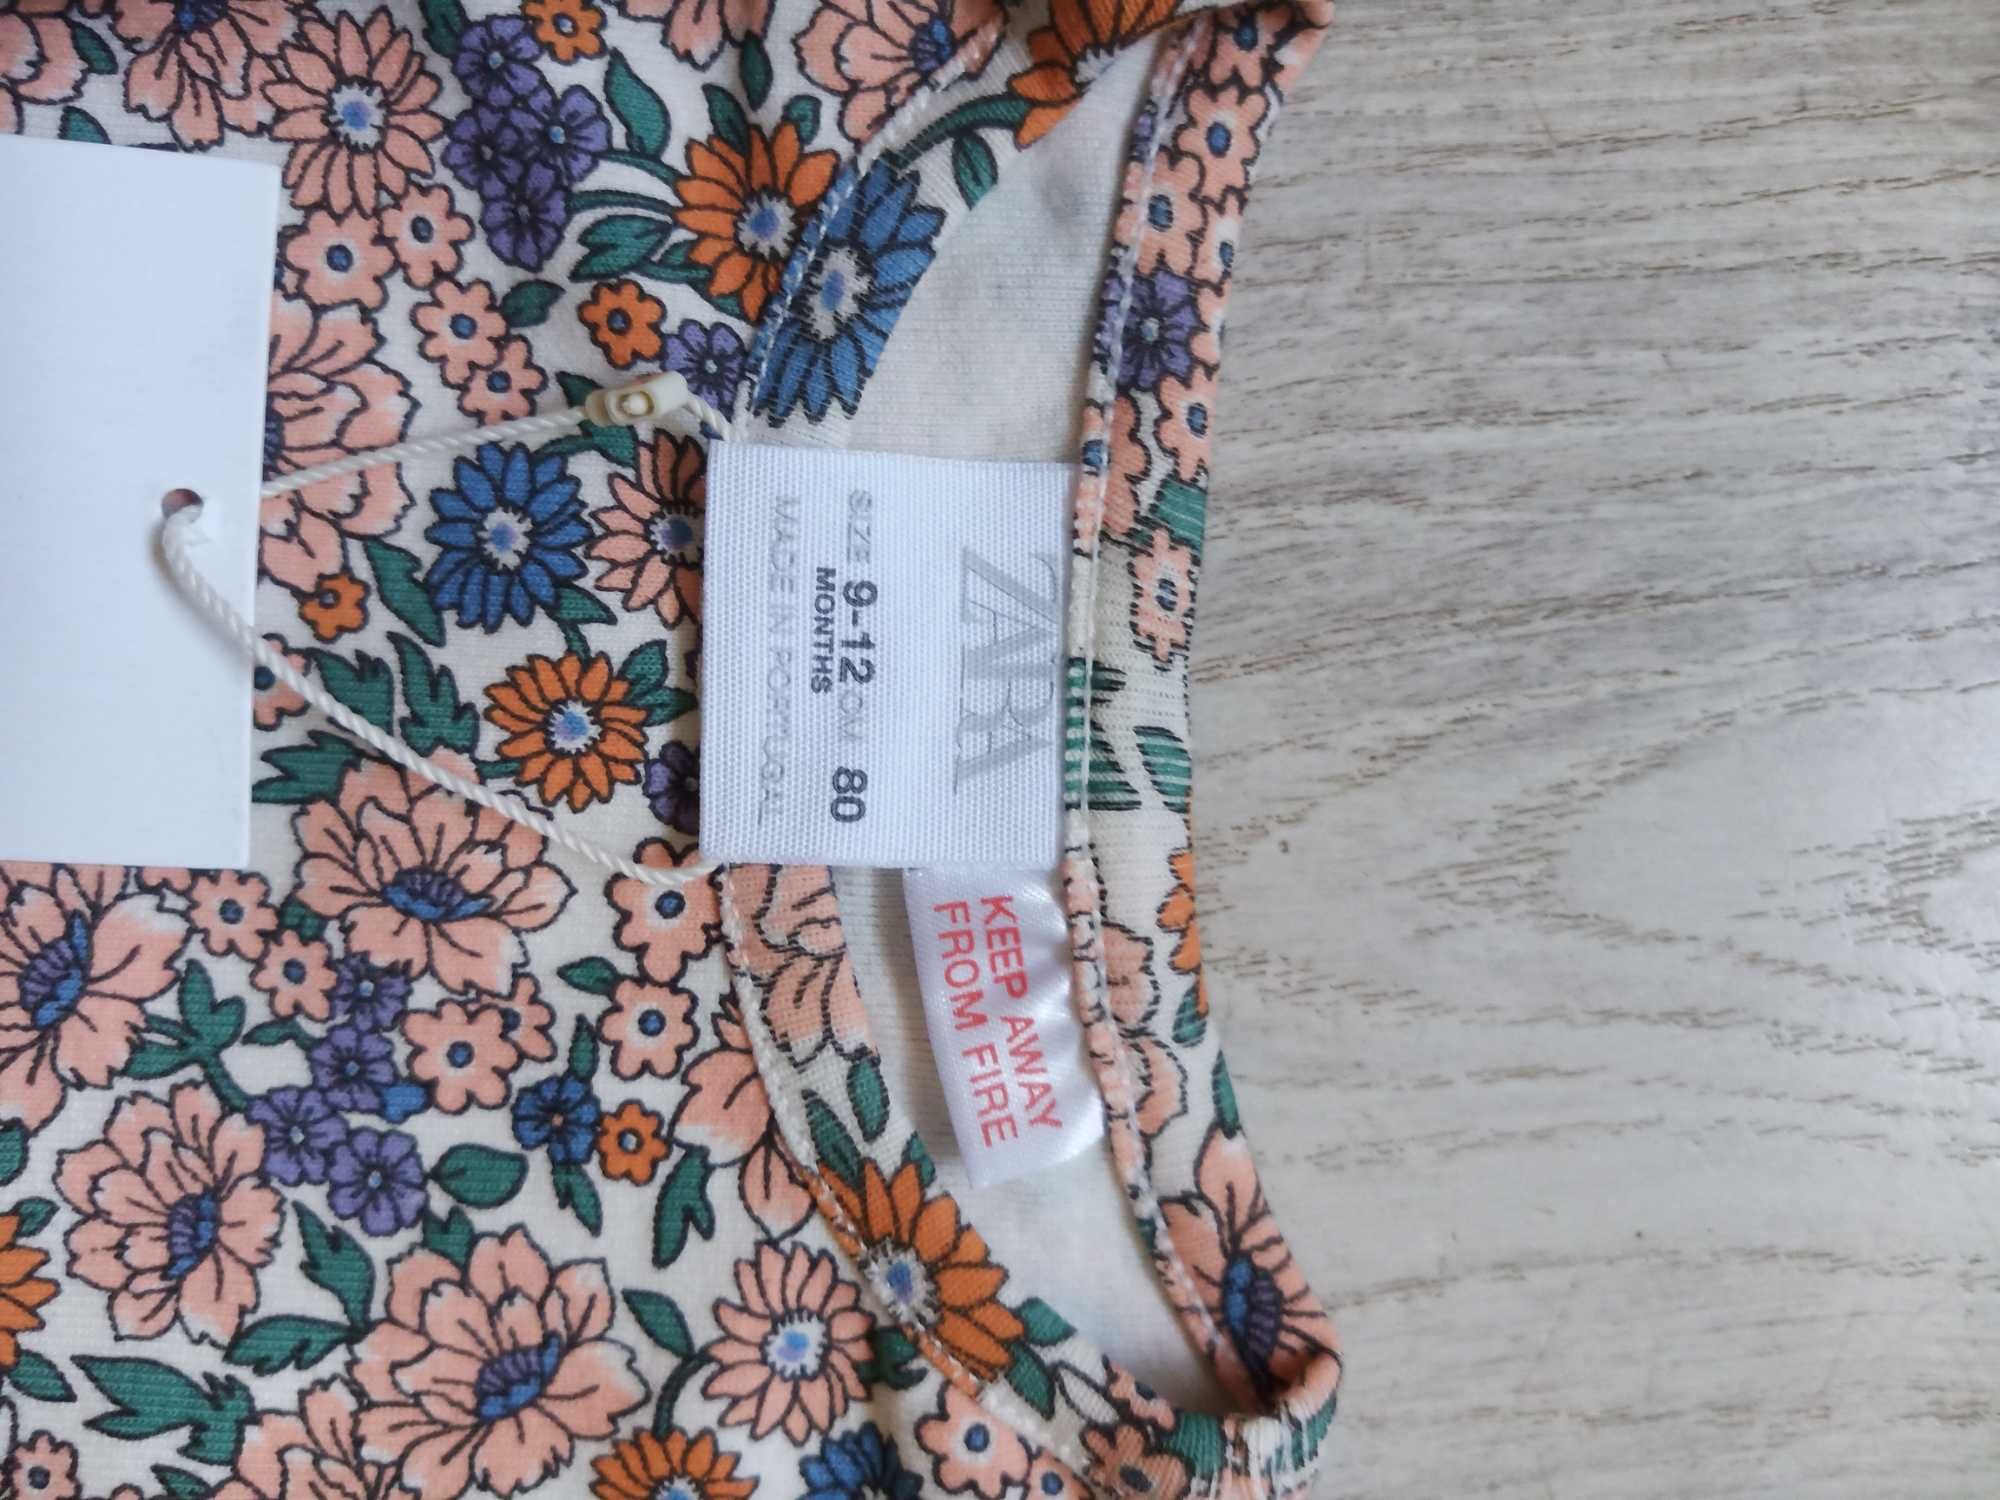 ZARA
SIZE 9-12 CM 80
MONTHS
MADE IN PORTUGAL
KEEP AWAY
FROM FIRE